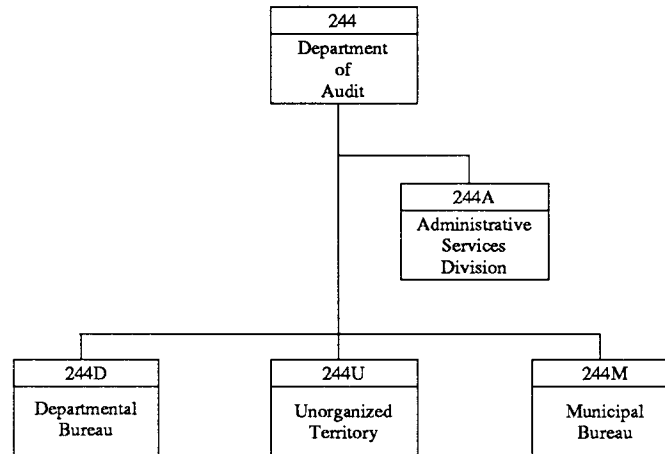 244
Department
of
Audit
244A
Administrative
Services
Division
244D
Departmental
Bureau
244U
Unorganized
Territory
244M
Municipal
Bureau